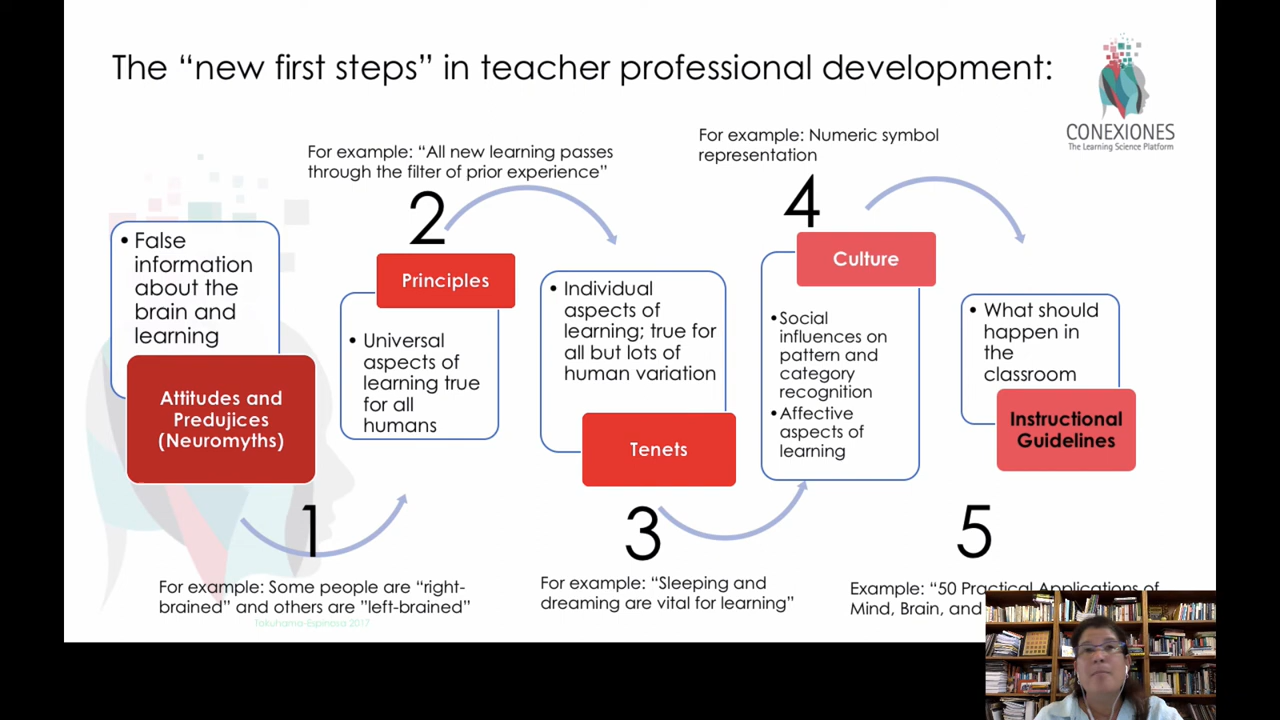 The “new first steps” in teacher professional development:
CONEXIONES
The Learning Science Platform
• False
information
about the
brain and
learning
Attitudes and
Predujices
(Neuromyths)
1
For example: Some people are “right-
brained” and others are ”left-brained”
Tokuhama-Espinosa 2017
For example: “All new learning passes
through the filter of prior experience”
2
Principles
• Universal
aspects of
learning true
for all
humans
• Individual
aspects of
learning; true for
all but lots of
human variation
Tenets
3
For example: “Sleeping and
dreaming are vital for learning”
For example: Numeric symbol
representation
4
Culture
•Social
influences on
pattern and
category
recognition
•Affective
aspects of
learning
• What should
happen in
the
classroom
Instructional
Guidelines
5
Example: “50 Practical Applications of
Mind, Brain, and